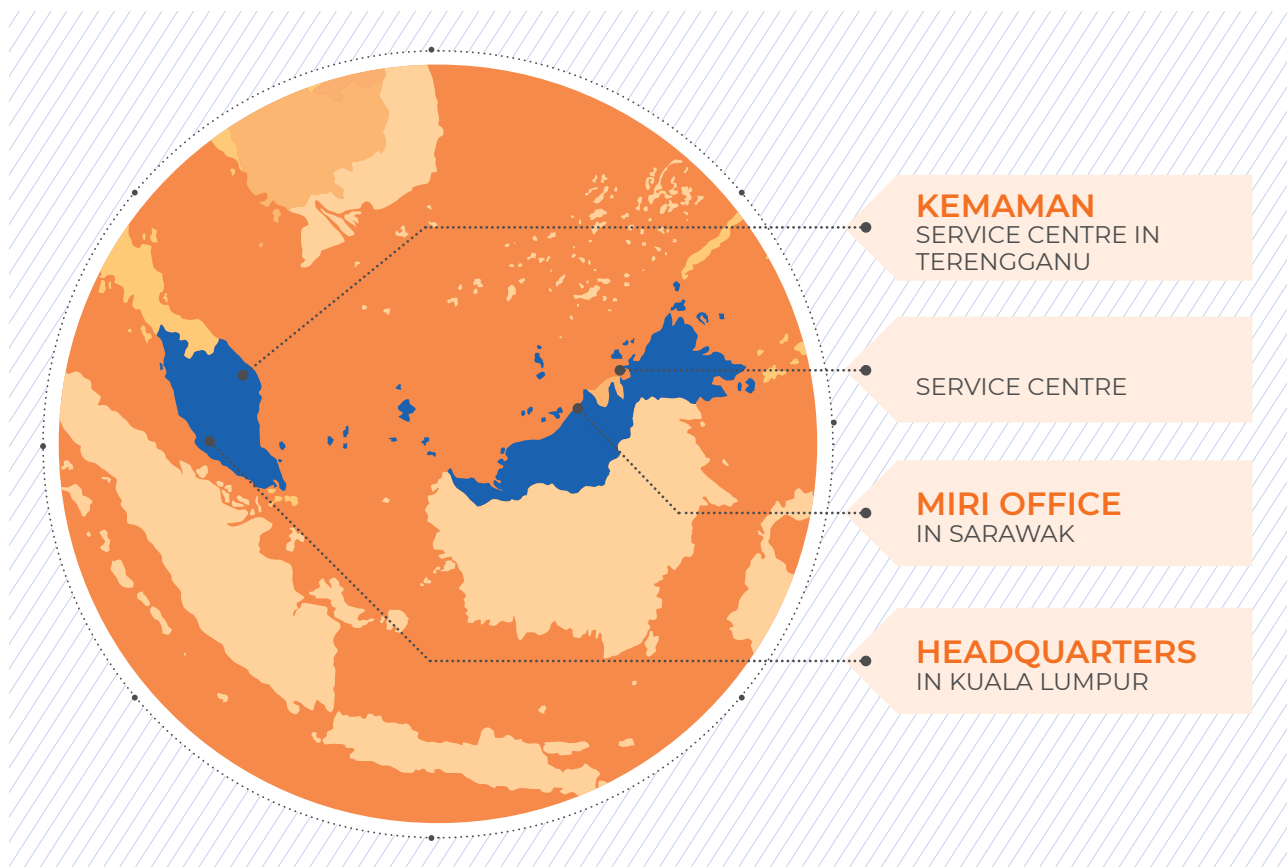 KEMAMAN
SERVICE CENTRE IN
TERENGGANU
SERVICE CENTRE
MIRI OFFICE
IN SARAWAK
HEADQUARTERS
IN KUALA LUMPUR